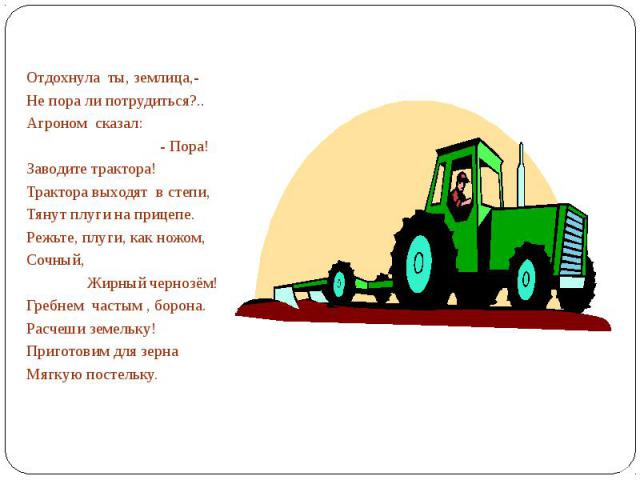 Отдохнула ты, землица,-
Не пора ли потрудиться?..
Агроном сказал:
- Пора!
Заводите трактора!
Трактора выходят в степи,
Тянут плуги на прицепе.
Режьте, плуги, как ножом,
Сочный,
Жирный чернозём!
Гребнем частым , борона.
Расчеши земельку!
Приготовим для зерна
Мягкую постельку.